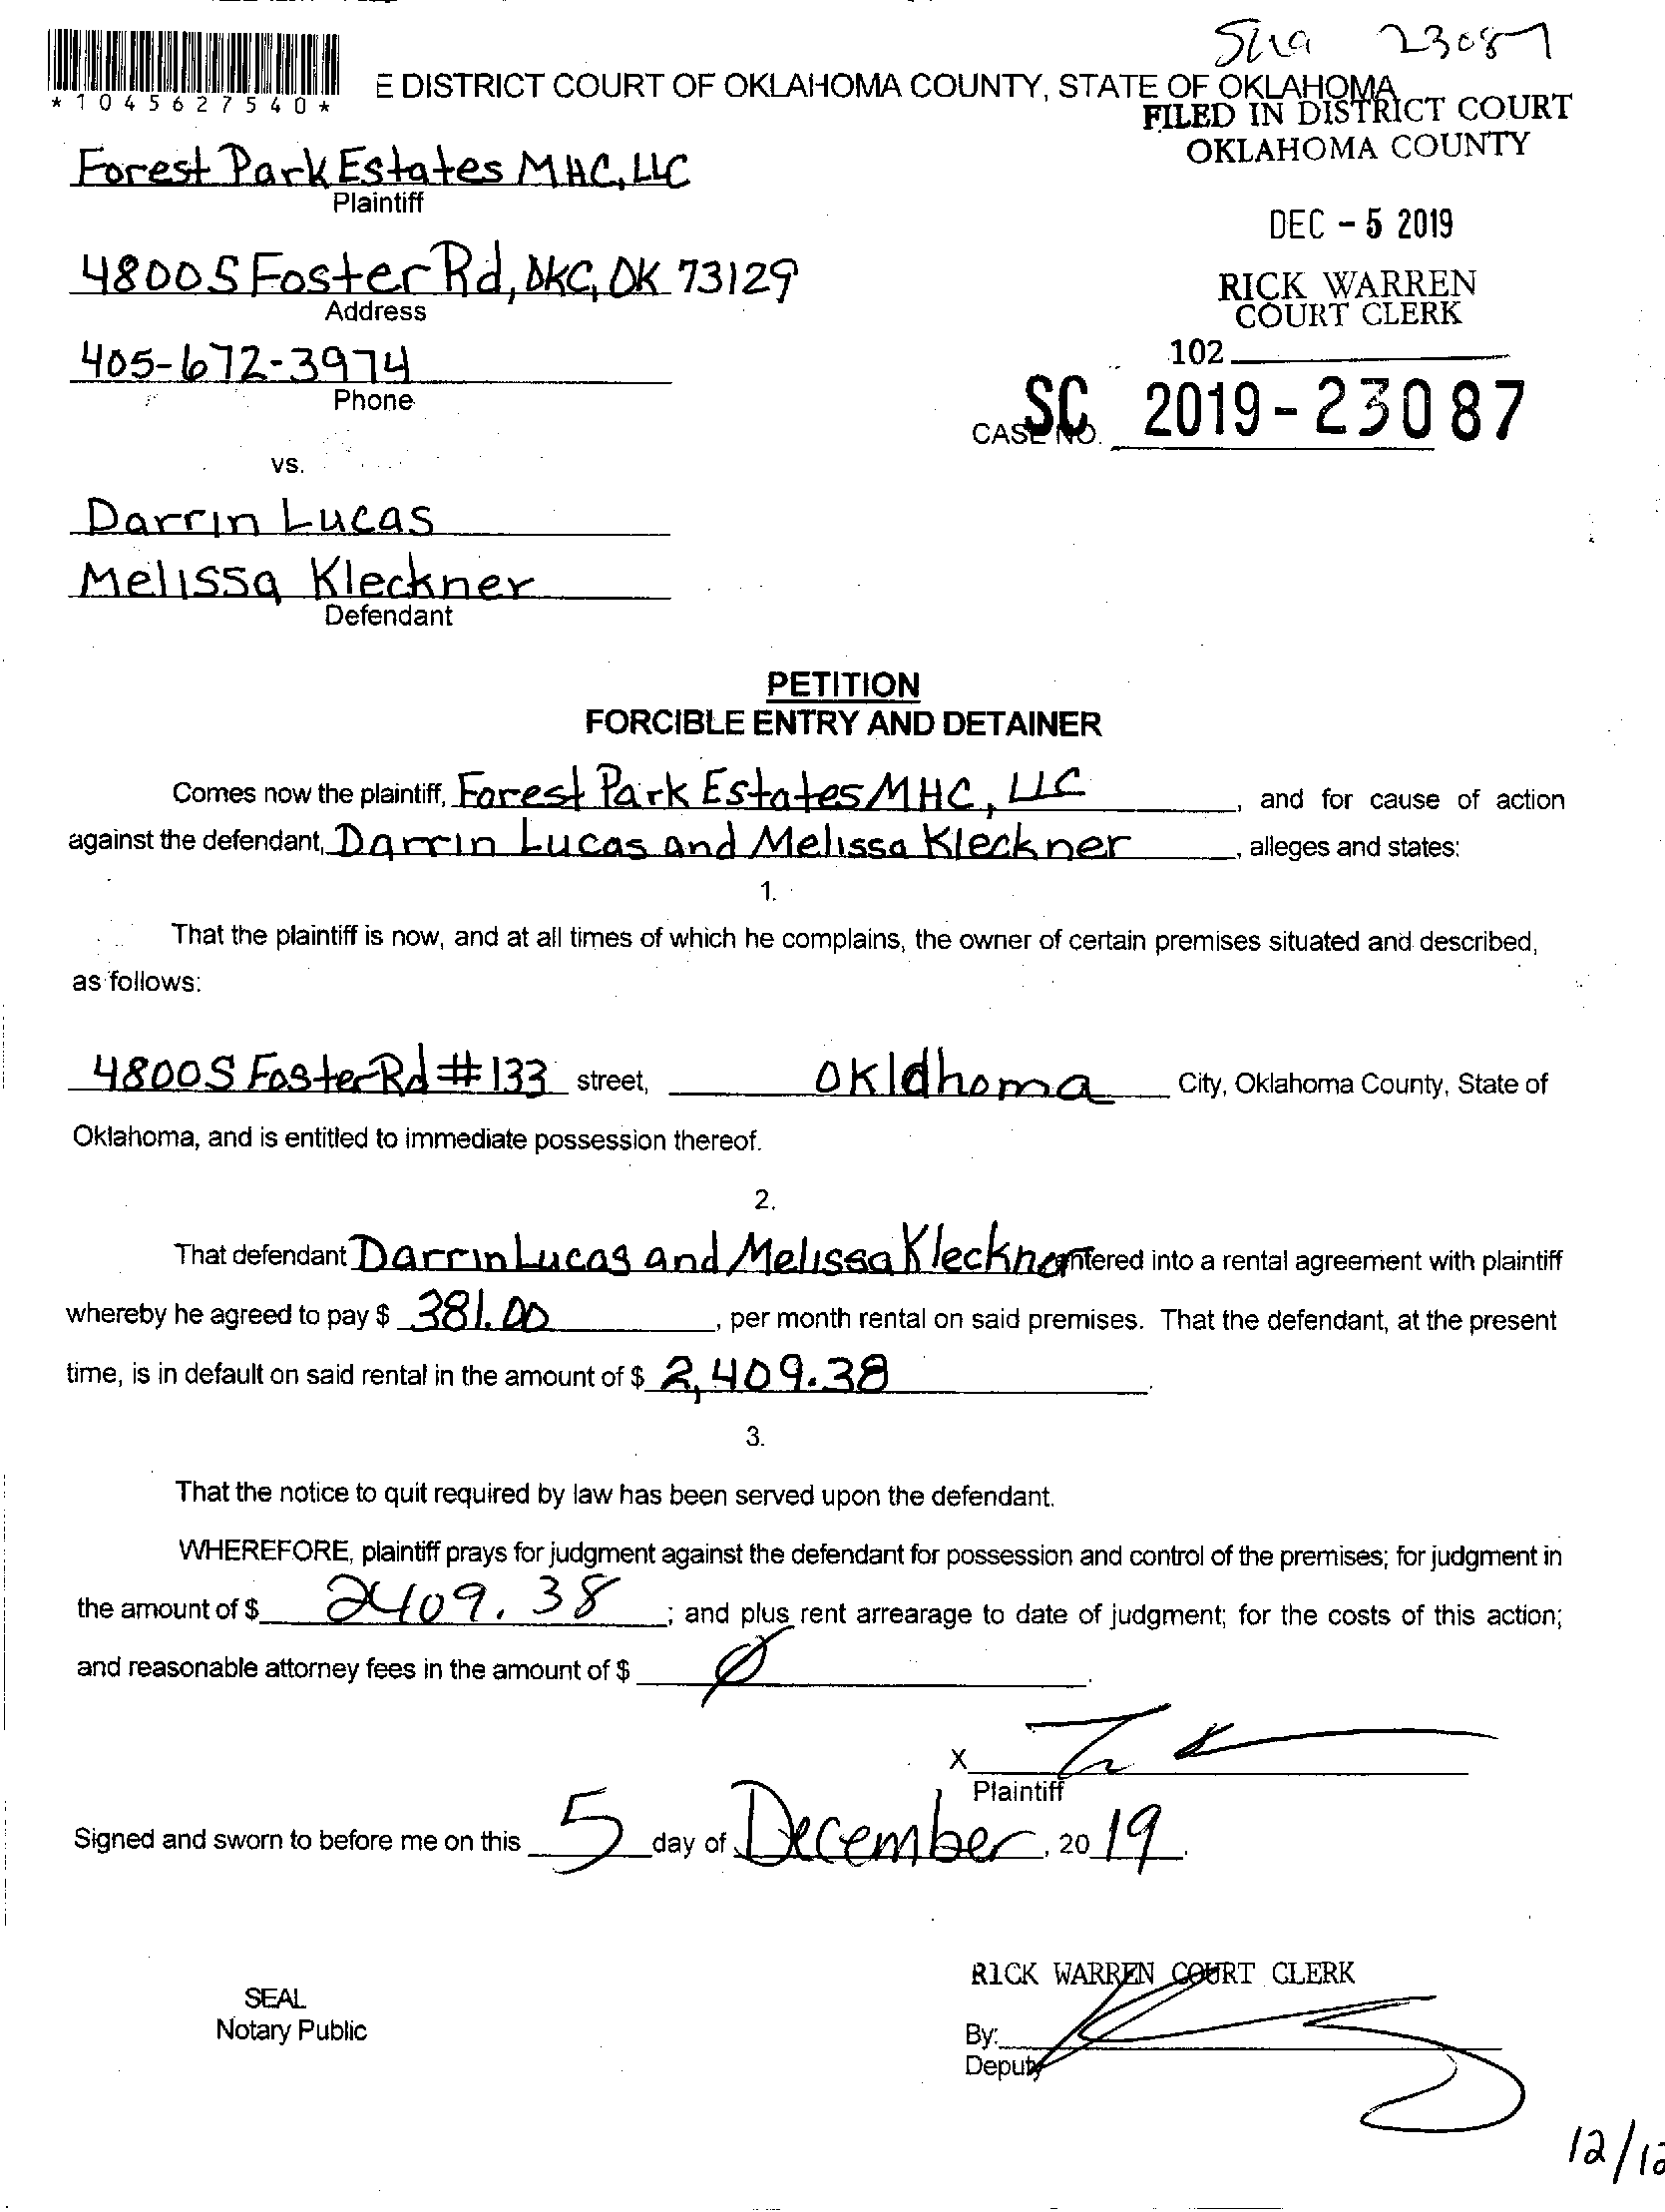 23087
*1045627540*
E DISTRICT COURT OF OKLAHOMA COUNTY, STATE OF OKLAHOMA
FILED IN DISTRICT COURT
OKLAHOMA COUNTY
Forest Park Estates MHC, LLC
Plaintiff
DEC - 5 2019
4800 S Foster Rd, OKC, OK 73129
Address
RICK WARREN
COURT CLERK
405-672-3974
Phone
102
CASE NO. SC 2019-23087
vs.
Darrin Lucas
Melissa Kleckner
Defendant
PETITION
FORCIBLE ENTRY AND DETAINER
Comes now the plaintiff, Forest Park Estates MHC, LLC, and for cause of action
against the defendant, Darrin Lucas and Melissa Kleckner, alleges and states:
1.
That the plaintiff is now, and at all times of which he complains, the owner of certain premises situated and described,
as follows:
4800 S Foster Rd #133 street, Oklahoma City, Oklahoma County, State of
Oklahoma, and is entitled to immediate possession thereof.
2.
That defendant Darrin Lucas and Melissa Kleckner entered into a rental agreement with plaintiff
whereby he agreed to pay $ 381.00, per month rental on said premises. That the defendant, at the present
time, is in default on said rental in the amount of $ 2,409.38.
3.
That the notice to quit required by law has been served upon the defendant.
WHEREFORE, plaintiff prays for judgment against the defendant for possession and control of the premises; for judgment in
the amount of $ 2409.38; and plus rent arrearage to date of judgment; for the costs of this action;
and reasonable attorney fees in the amount of $ Ø.
X
Plaintiff
Signed and sworn to before me on this 5 day of December, 2019.
RICK WARREN COURT CLERK
SEAL
Notary Public
By:
Deputy
12/12